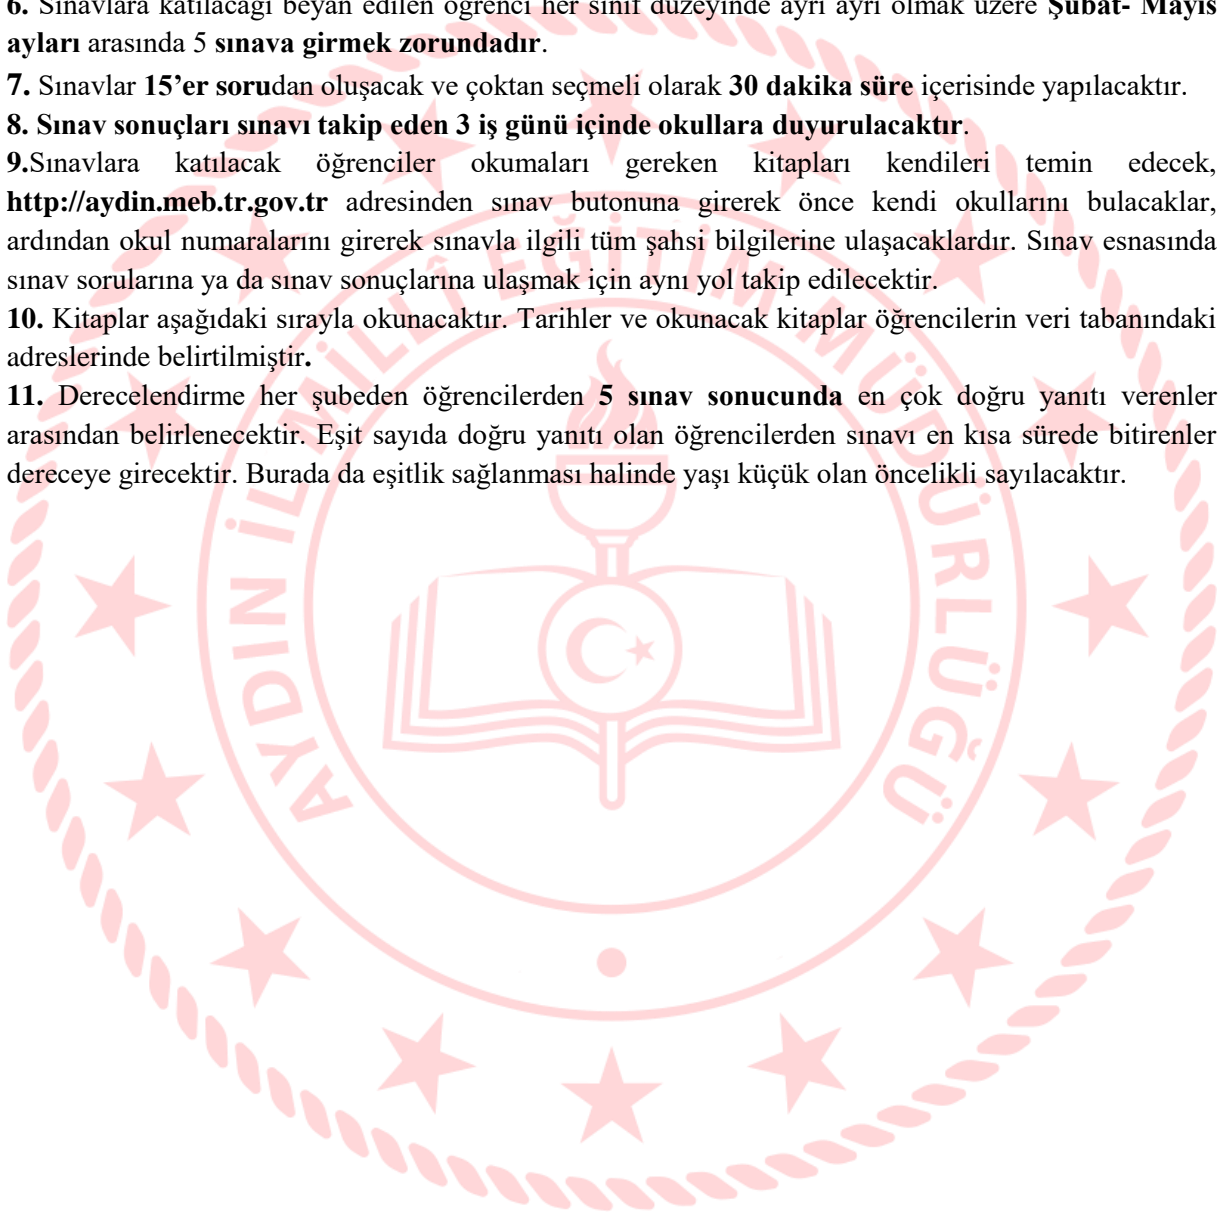 6. Sınavlara katılacağı beyan edilen öğrenci her sınıf düzeyinde ayrı ayrı olmak üzere Şubat- Mayıs
ayları arasında 5 sınava girmek zorundadır.
7. Sınavlar 15’er sorudan oluşacak ve çoktan seçmeli olarak 30 dakika süre içerisinde yapılacaktır.
8. Sınav sonuçları sınavı takip eden 3 iş günü içinde okullara duyurulacaktır.
9.Sınavlara katılacak öğrenciler okumaları gereken kitapları kendileri temin edecek,
http://aydin.meb.tr.gov.tr adresinden sınav butonuna girerek önce kendi okullarını bulacaklar,
ardından okul numaralarını girerek sınavla ilgili tüm şahsi bilgilerine ulaşacaklardır. Sınav esnasında
sınav sorularına ya da sınav sonuçlarına ulaşmak için aynı yol takip edilecektir.
10. Kitaplar aşağıdaki sırayla okunacaktır. Tarihler ve okunacak kitaplar öğrencilerin veri tabanındaki
adreslerinde belirtilmiştir.
11. Derecelendirme her şubeden öğrencilerden 5 sınav sonucunda en çok doğru yanıtı verenler
arasından belirlenecektir. Eşit sayıda doğru yanıtı olan öğrencilerden sınavı en kısa sürede bitirenler
dereceye girecektir. Burada da eşitlik sağlanması halinde yaşı küçük olan öncelikli sayılacaktır.
AYDIN İL MİLLÎ EĞİTİM MÜDÜRLÜĞÜ